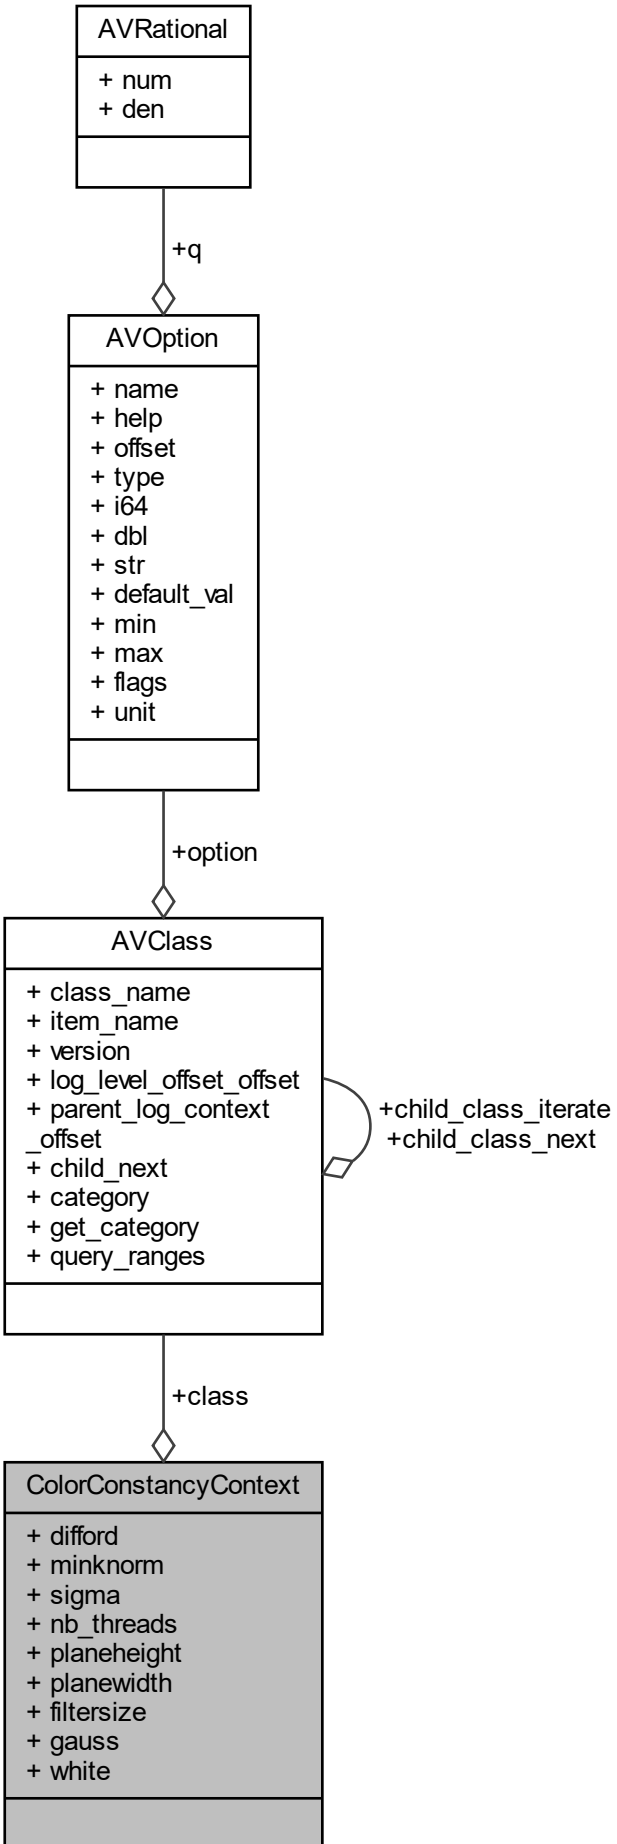 AVRational
+ num
+ den
+q
AVOption
+ name
+ help
+ offset
+ type
+ i64
+ dbl
+ str
+ default_val
+ min
+ max
+ flags
+ unit
+option
AVClass
+ class_name
+ item_name
+ version
+ log_level_offset_offset
+ parent_log_context
_offset
+ child_next
+ category
+ get_category
+ query_ranges
+child_class_iterate
+child_class_next
+class
ColorConstancyContext
+ difford
+ minknorm
+ sigma
+ nb_threads
+ planeheight
+ planewidth
+ filtersize
+ gauss
+ white